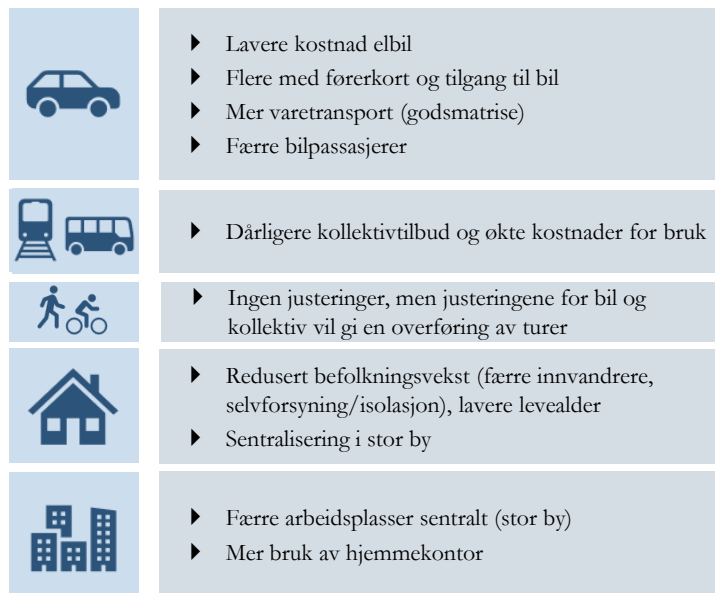 Lavere kostnad elbil
Flere med førerkort og tilgang til bil
Mer varetransport (godsmatrise)
Færre bilpassasjerer
Dårligere kollektivtilbud og økte kostnader for bruk
Ingen justeringer, men justeringene for bil og
kollektiv vil gi en overføring av turer
Redusert befolkningsvekst (færre innvandrere,
selvforsyning/isolasjon), lavere levealder
Sentralisering i stor by
Færre arbeidsplasser sentralt (stor by)
Mer bruk av hjemmekontor